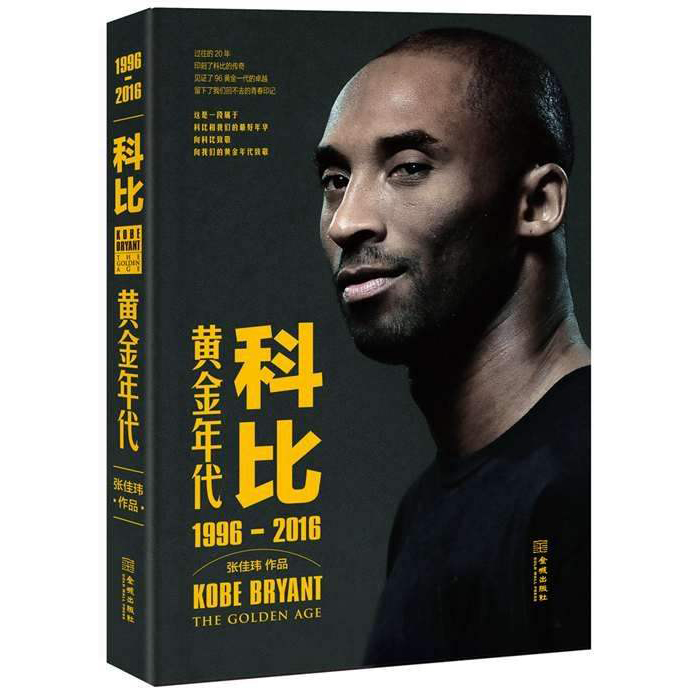 1996
-
2016
科比
KOBE
BRYANT
THE
GOLDEN
AGE
黄金年代
张佳玮
·作品·
金城出版社
GOLD WALL PRESS
过往的20年
印刻了科比的传奇
见证了96黄金一代的卓越
留下了我们回不去的青春印记
这是一段属于
科比和我们的最好年华
向科比致敬
向我们的黄金年代致敬
科比
黄金年代
1996-2016
张佳玮 作品
KOBE BRYANT
THE GOLDEN AGE
金城出版社
GOLD WALL PRESS